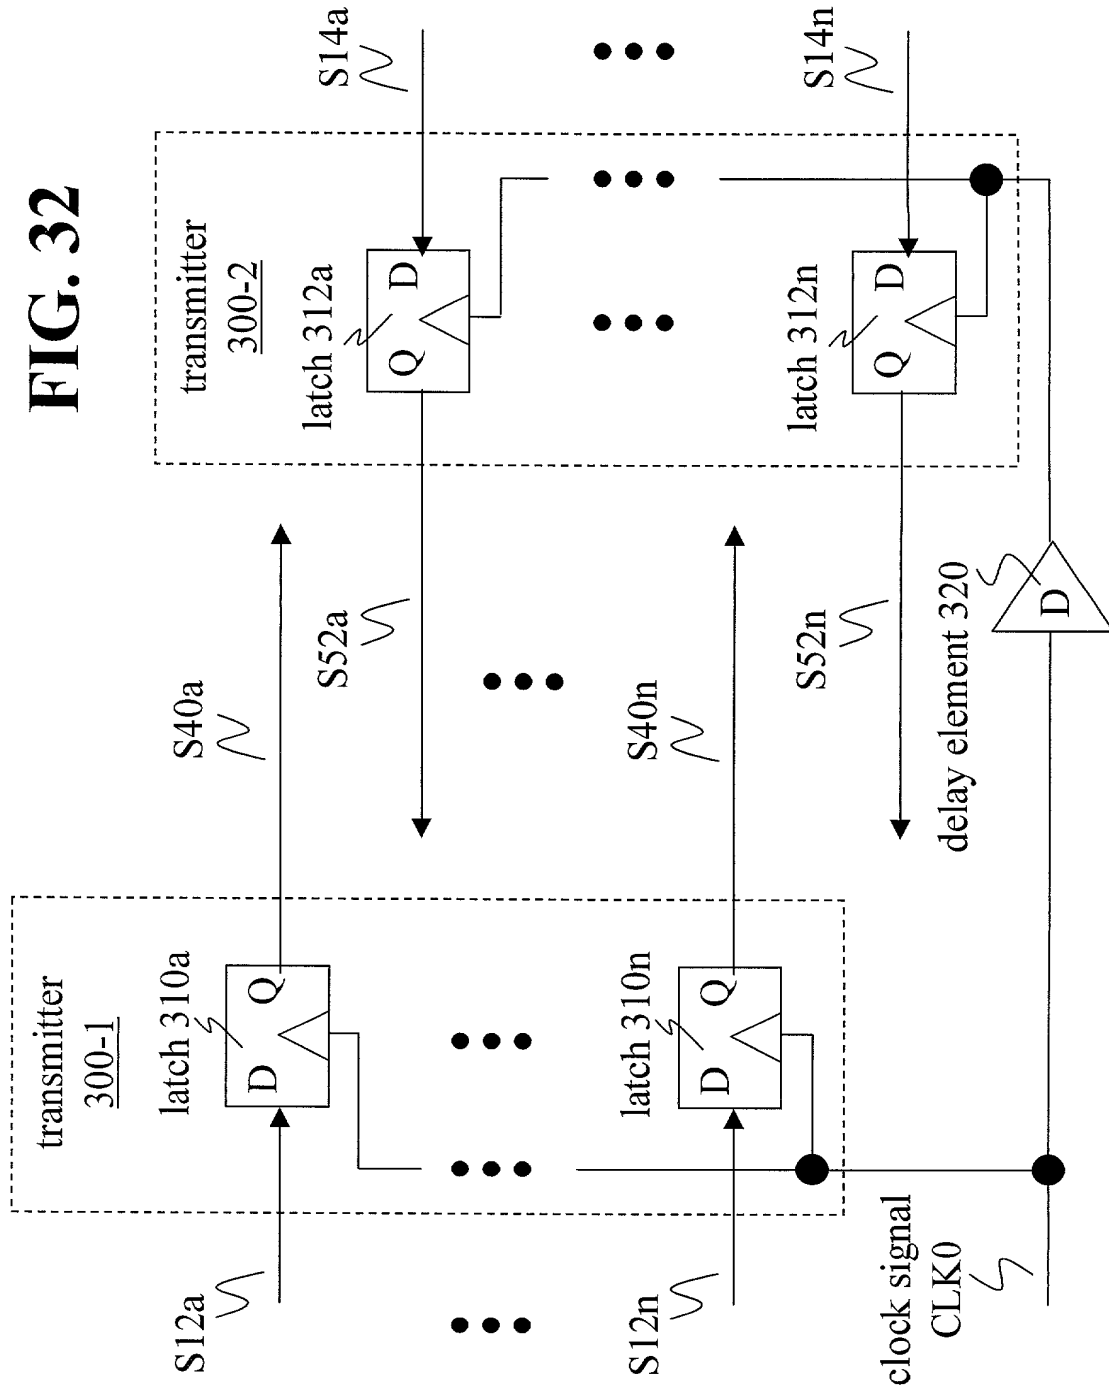 FIG. 32
transmitter
300-1
transmitter
300-2
S12a
latch 310a
D
Q
S40a
S52a
latch 312a
Q
D
S14a
S12n
latch 310n
D
Q
S40n
S52n
latch 312n
Q
D
S14n
clock signal
CLK0
delay element 320
D